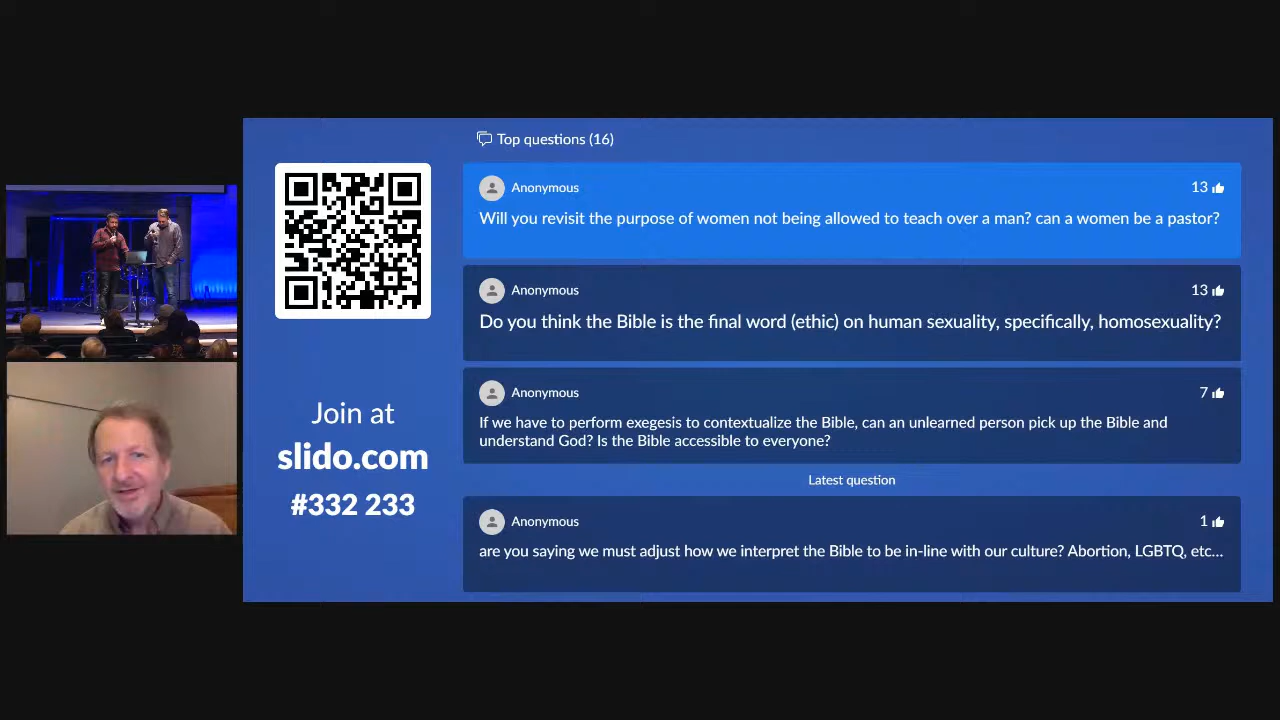 Top questions (16)
Anonymous
13
Will you revisit the purpose of women not being allowed to teach over a man? can a women be a pastor?
Anonymous
13
Do you think the Bible is the final word (ethic) on human sexuality, specifically, homosexuality?
Anonymous
7
If we have to perform exegesis to contextualize the Bible, can an unlearned person pick up the Bible and
understand God? Is the Bible accessible to everyone?
Latest question
Anonymous
1
are you saying we must adjust how we interpret the Bible to be in-line with our culture? Abortion, LGBTQ, etc...
Join at
slido.com
#332 233